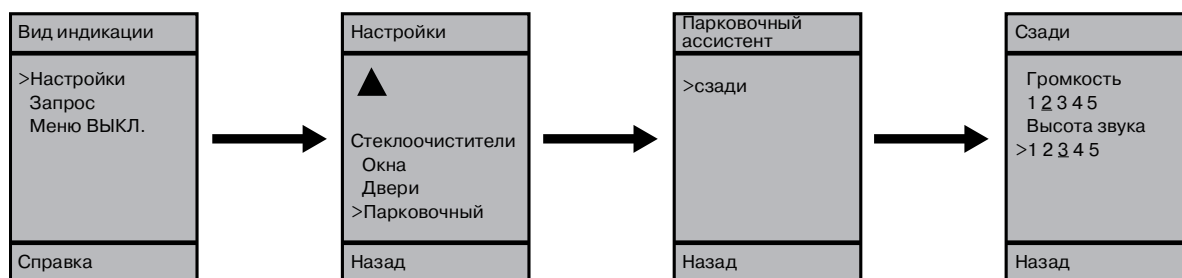 Вид индикации
>Настройки
Запрос
Меню ВЫКЛ.
Справка
Настройки
Стеклоочистители
Окна
Двери
>Парковочный
Назад
Парковочный
ассистент
>сзади
Назад
Сзади
Громкость
1 2 3 4 5
Высота звука
>1 2 3 4 5
Назад